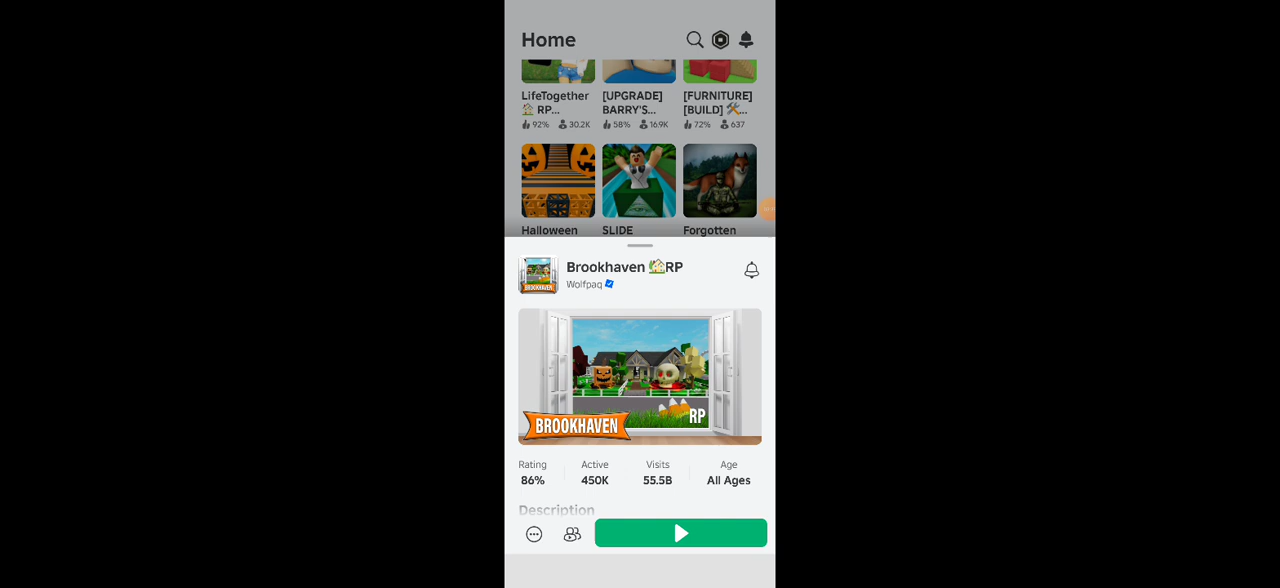 Home
LifeTogether [UPGRADE] [FURNITURE]
🏠 RP... BARRY'S... [BUILD] 🛠️...
92% 30.2K 58% 16.9K 72% 637
Halloween SLIDE Forgotten
Brookhaven 🏡RP
Wolfpaq
BROOKHAVEN
RP
Rating Active Visits Age
86% 450K 55.5B All Ages
Description